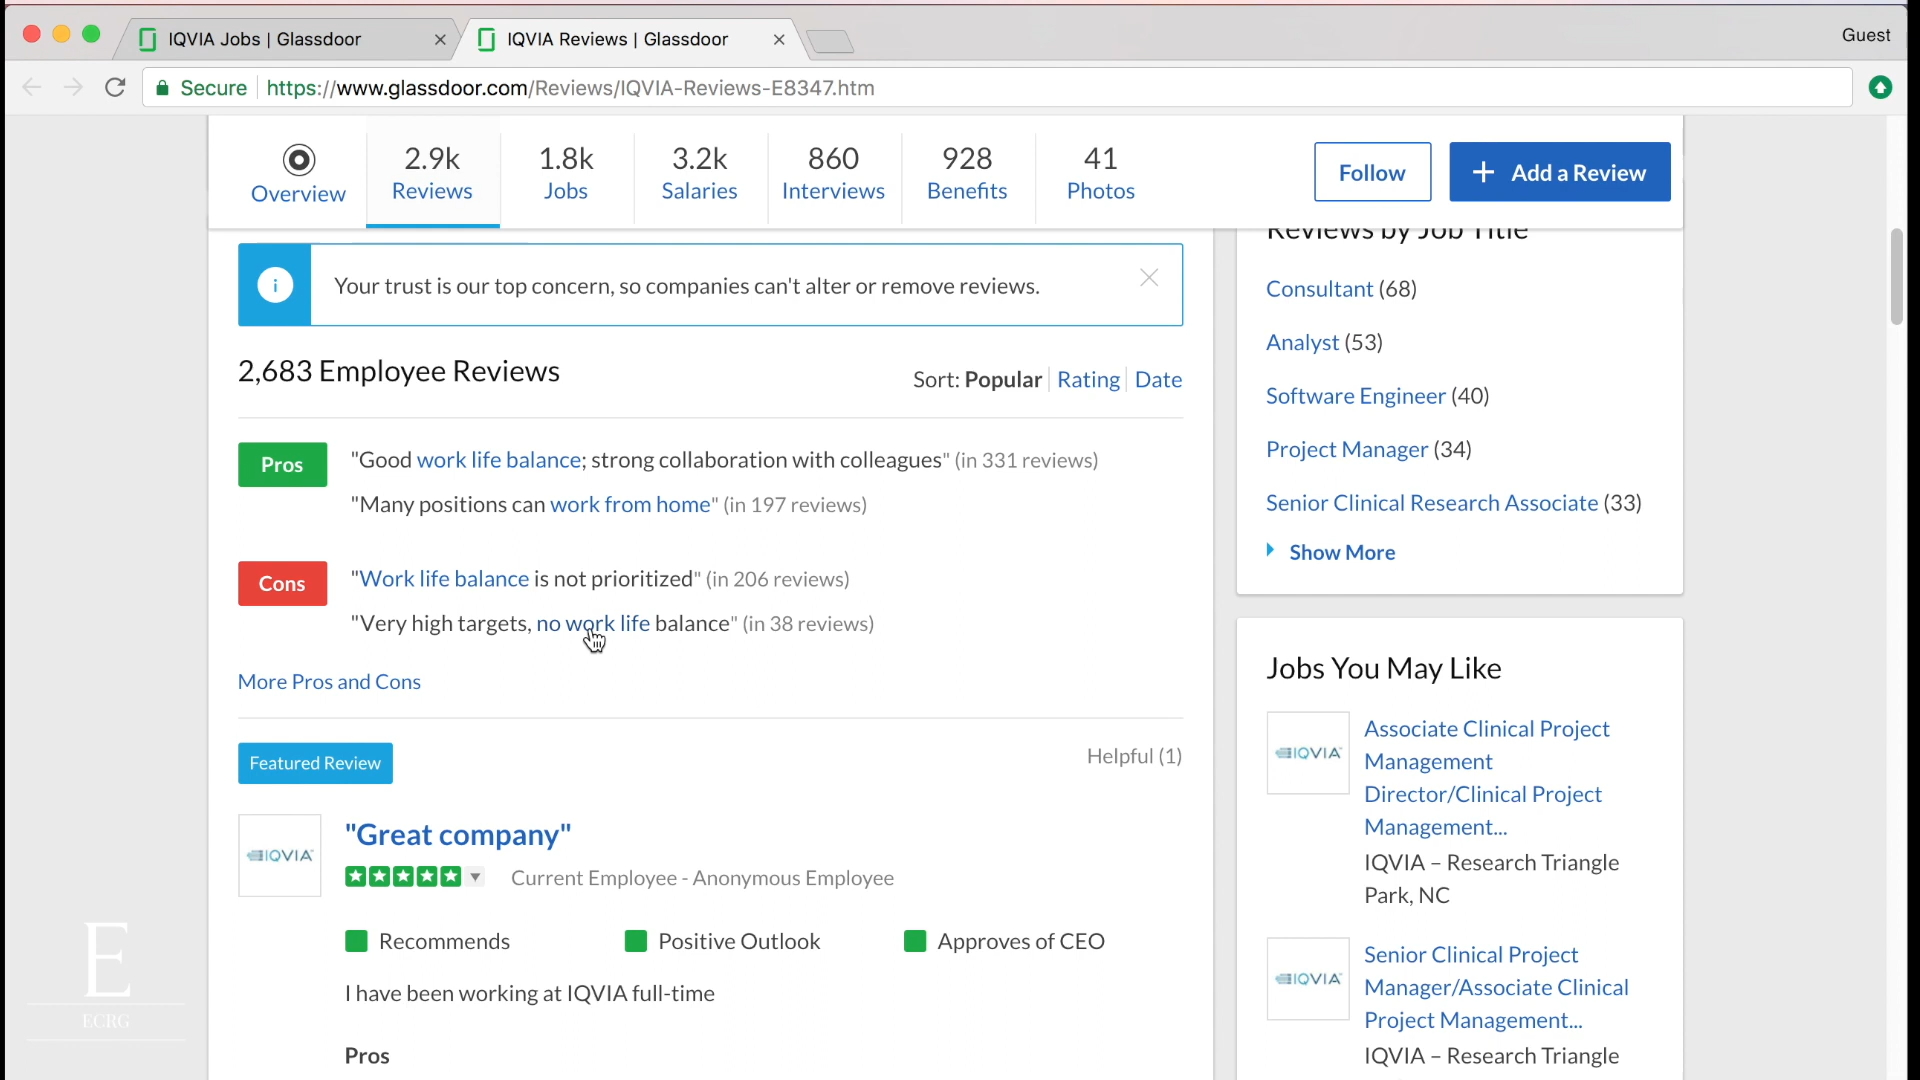 IQVIA Jobs | Glassdoor
IQVIA Reviews | Glassdoor
Guest
Secure
https://www.glassdoor.com/Reviews/IQVIA-Reviews-E8347.htm
Overview
2.9k
Reviews
1.8k
Jobs
3.2k
Salaries
860
Interviews
928
Benefits
41
Photos
Follow
+ Add a Review
i
Your trust is our top concern, so companies can't alter or remove reviews.
2,683 Employee Reviews
Sort: Popular Rating Date
Pros
"Good work life balance; strong collaboration with colleagues" (in 331 reviews)
"Many positions can work from home" (in 197 reviews)
Cons
"Work life balance is not prioritized" (in 206 reviews)
"Very high targets, no work life balance" (in 38 reviews)
More Pros and Cons
Featured Review
Helpful (1)
IQVIA
"Great company"
Current Employee - Anonymous Employee
Recommends
Positive Outlook
Approves of CEO
I have been working at IQVIA full-time
Pros
Reviews by Job Title
Consultant (68)
Analyst (53)
Software Engineer (40)
Project Manager (34)
Senior Clinical Research Associate (33)
Show More
Jobs You May Like
IQVIA
Associate Clinical Project
Management
Director/Clinical Project
Management...
IQVIA – Research Triangle
Park, NC
IQVIA
Senior Clinical Project
Manager/Associate Clinical
Project Management...
IQVIA – Research Triangle
E
ECRG